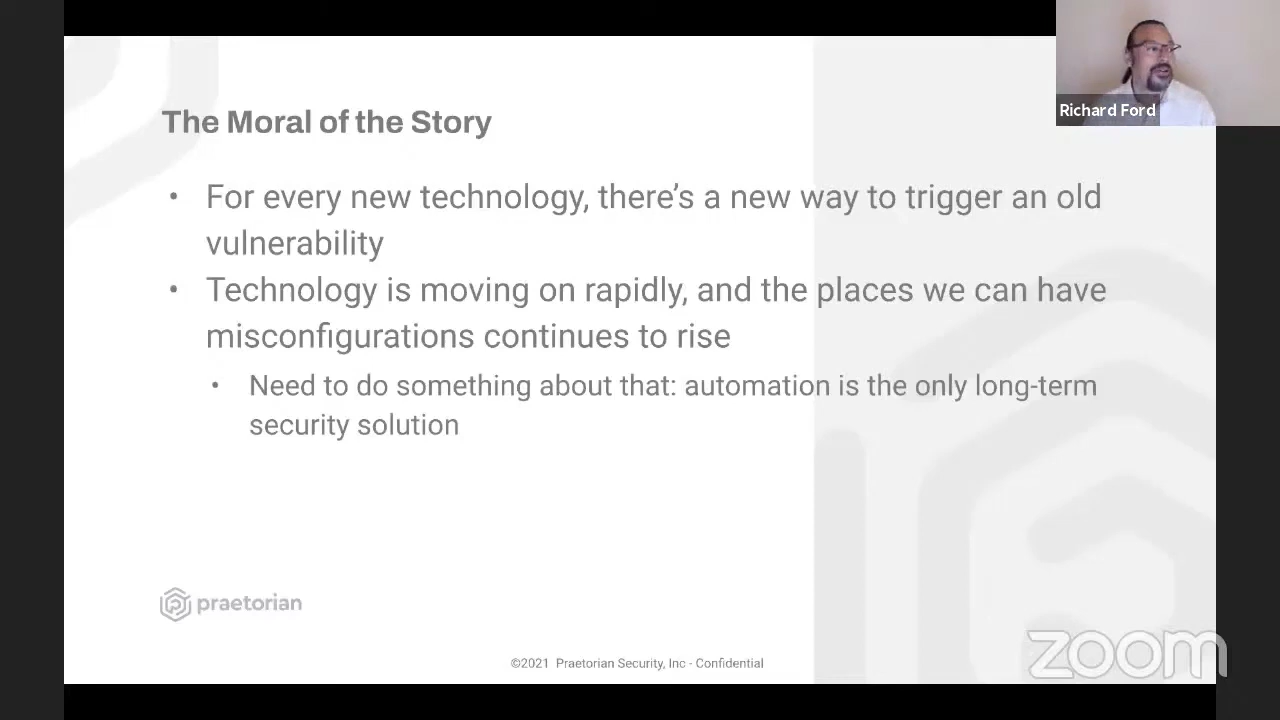 Richard Ford
The Moral of the Story
• For every new technology, there's a new way to trigger an old
vulnerability
• Technology is moving on rapidly, and the places we can have
misconfigurations continues to rise
• Need to do something about that: automation is the only long-term
security solution
praetorian
©2021 Praetorian Security, Inc - Confidential
zoom